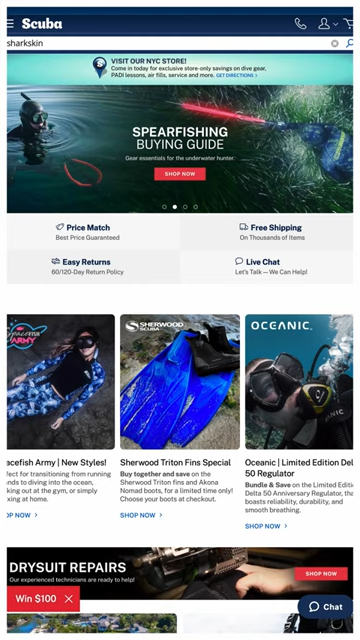 Scuba
sharkskin
VISIT OUR NYC STORE!
Come in today for exclusive store-only savings on dive gear,
PADI lessons, air fills, service and more. GET DIRECTIONS >
SPEARFISHING
BUYING GUIDE
Gear essentials for the underwater hunter.
SHOP NOW
Price Match
Best Price Guaranteed
Free Shipping
On Thousands of Items
Easy Returns
60/120-Day Return Policy
Live Chat
Let's Talk — We Can Help!
ARMY
SHERWOOD
SCUBA
OCEANIC
acefish Army | New Styles!
fect for transitioning from running
ands to diving into the ocean,
king out at the gym, or simply
xing at home.
OP NOW >
Sherwood Triton Fins Special
Buy together and save on the
Sherwood Triton fins and Akona
Nomad boots, for a limited time only!
Choose your boots at checkout.
SHOP NOW >
Oceanic | Limited Edition Del
50 Regulator
Bundle & Save on the Limited Editic
Delta 50 Anniversary Regulator, tha
boasts reliability, durability, and
smooth breathing.
SHOP NOW >
DRYSUIT REPAIRS
Our experienced technicians are ready to help!
SHOP NOW
Win $100
Chat